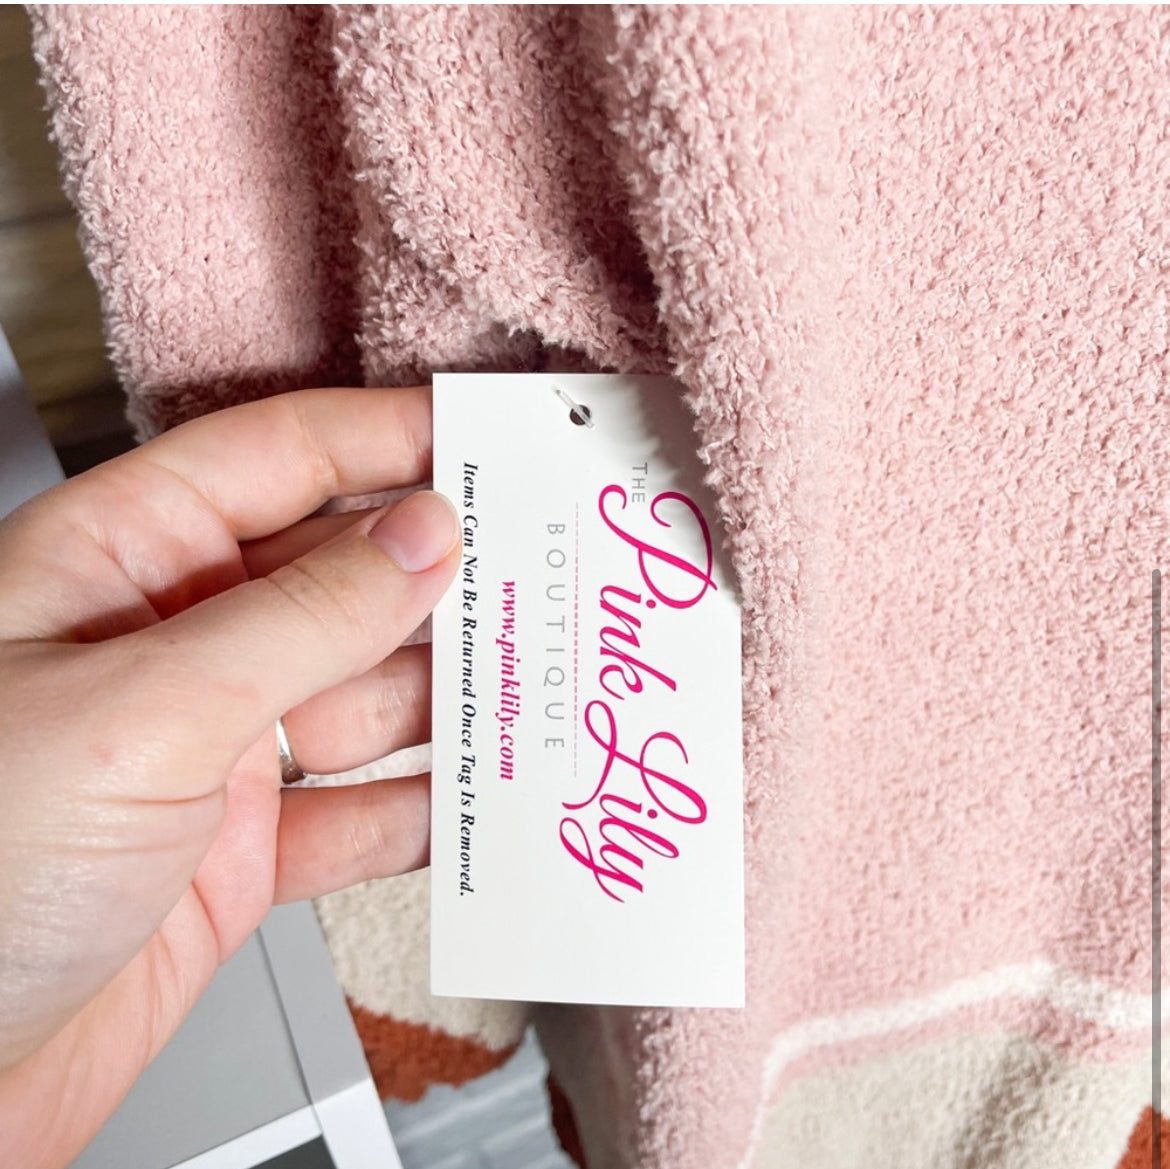 THE
Pink Lily
BOUTIQUE
www.pinklily.com
Items Can Not Be Returned Once Tag Is Removed.